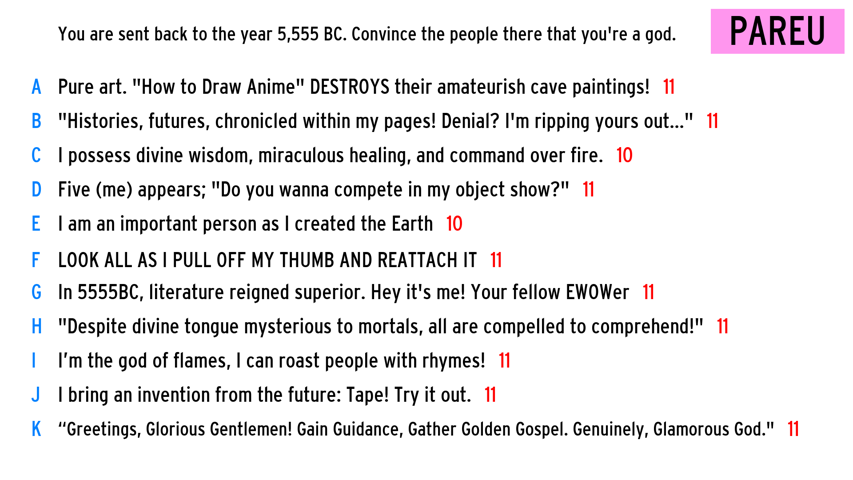 You are sent back to the year 5,555 BC. Convince the people there that you're a god.
PAREU
A Pure art. "How to Draw Anime" DESTROYS their amateurish cave paintings! 11
B "Histories, futures, chronicled within my pages! Denial? I'm ripping yours out..." 11
C I possess divine wisdom, miraculous healing, and command over fire. 10
D Five (me) appears; "Do you wanna compete in my object show?" 11
E I am an important person as I created the Earth 10
F LOOK ALL AS I PULL OFF MY THUMB AND REATTACH IT 11
G In 5555BC, literature reigned superior. Hey it's me! Your fellow EWOWer 11
H "Despite divine tongue mysterious to mortals, all are compelled to comprehend!" 11
I I’m the god of flames, I can roast people with rhymes! 11
J I bring an invention from the future: Tape! Try it out. 11
K “Greetings, Glorious Gentlemen! Gain Guidance, Gather Golden Gospel. Genuinely, Glamorous God." 11